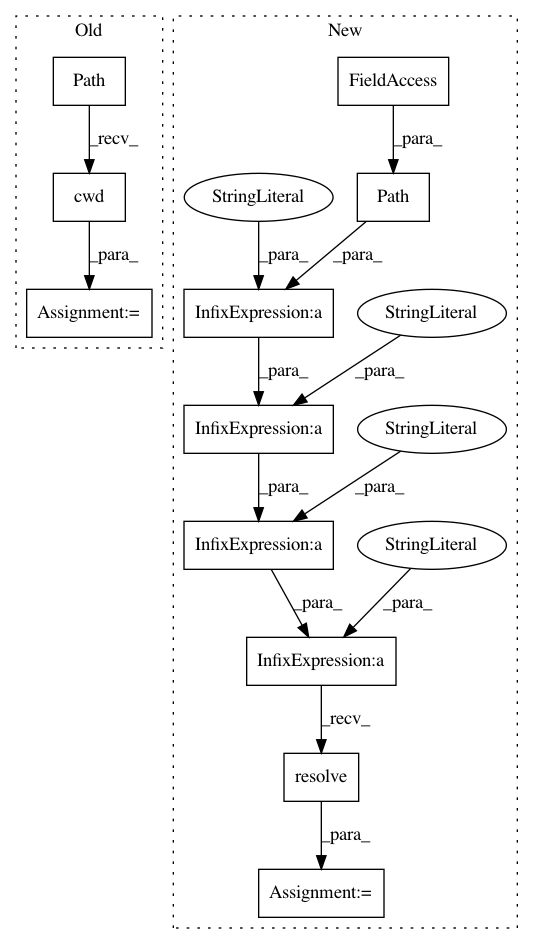 Old
New
Path
FieldAccess
_recv_
_para_
cwd
StringLiteral
Path
_para_
_para_
_para_
Assignment:=
InfixExpression:a
StringLiteral
_para_
_para_
InfixExpression:a
StringLiteral
_para_
_para_
InfixExpression:a
StringLiteral
_para_
_para_
InfixExpression:a
_recv_
resolve
_para_
Assignment:=